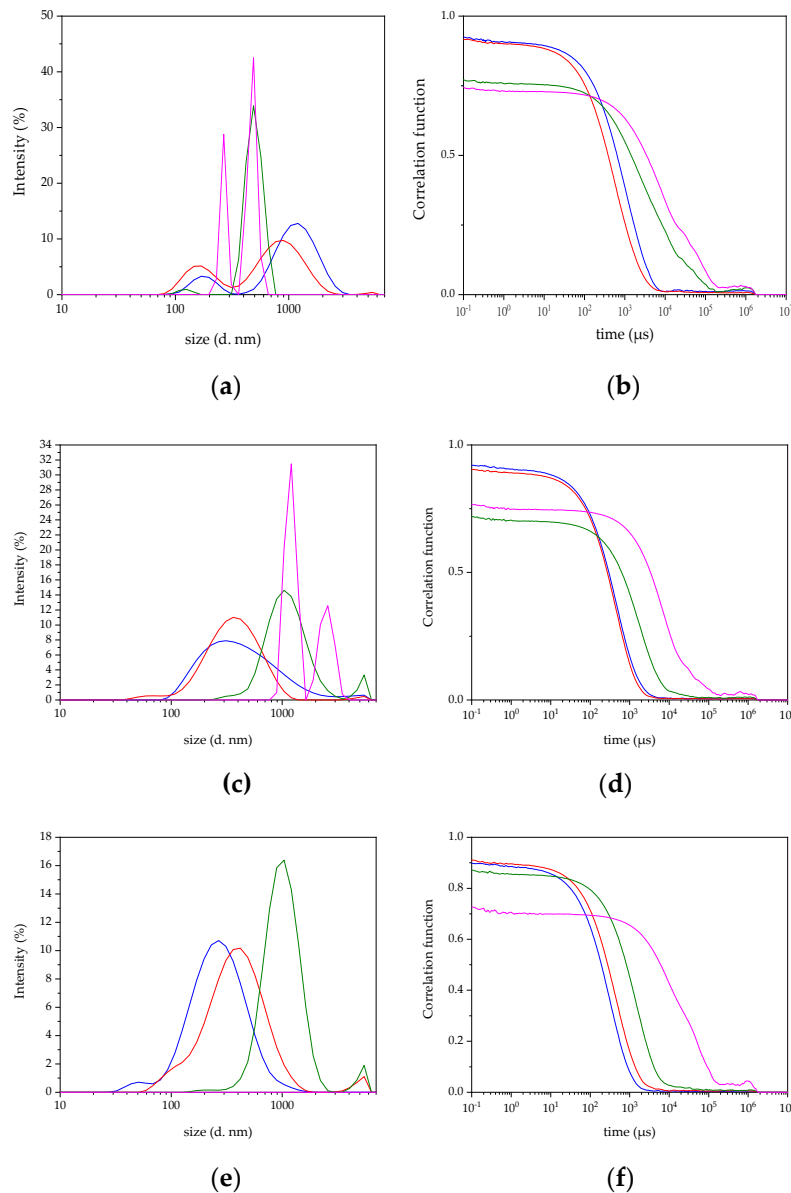 50
40
30
20
10
0
Intensity (%)
10
100
1000
size (d. nm)
(a)
1.0
0.5
0.0
Correlation function
10⁻¹ 10⁰ 10¹ 10² 10³ 10⁴ 10⁵ 10⁶ 10⁷
time (µs)
(b)
34
32
30
28
26
24
22
20
18
16
14
12
10
8
6
4
2
0
Intensity (%)
10
100
1000
size (d. nm)
(c)
1.0
0.5
0.0
Correlation function
10⁻¹ 10⁰ 10¹ 10² 10³ 10⁴ 10⁵ 10⁶ 10
time (µs)
(d)
18
16
14
12
10
8
6
4
2
0
Intensity (%)
10
100
1000
size (d. nm)
(e)
1.0
0.8
0.6
0.4
0.2
0.0
Correlation function
10⁻¹ 10⁰ 10¹ 10² 10³ 10⁴ 10⁵ 10⁶ 10
time (µs)
(f)